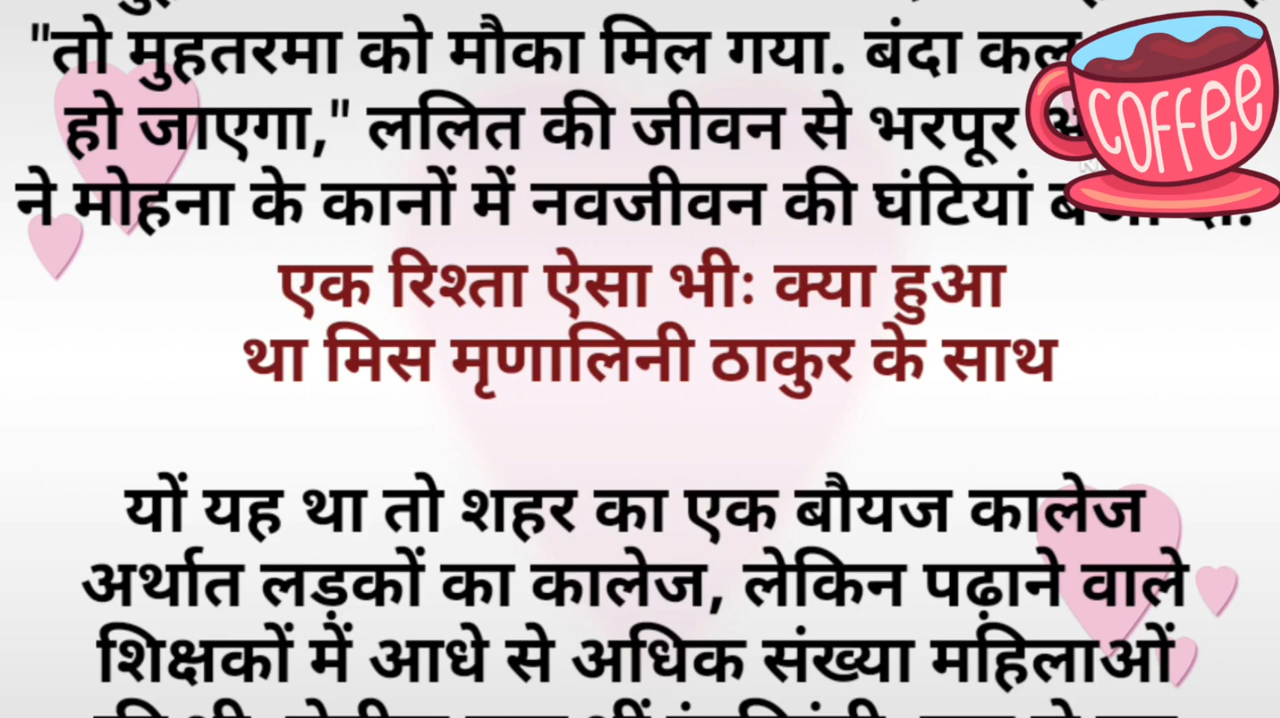 "तो मुहतरमा को मौका मिल गया. बंदा कल
हो जाएगा," ललित की जीवन से भरपूर
ने मोहना के कानों में नवजीवन की घंटियां
एक रिश्ता ऐसा भीः क्या हुआ
था मिस मृणालिनी ठाकुर के साथ
यों यह था तो शहर का एक बौयज कालेज
अर्थात लड़कों का कालेज, लेकिन पढ़ाने वाले
शिक्षकों में आधे से अधिक संख्या महिलाओं
COFFee